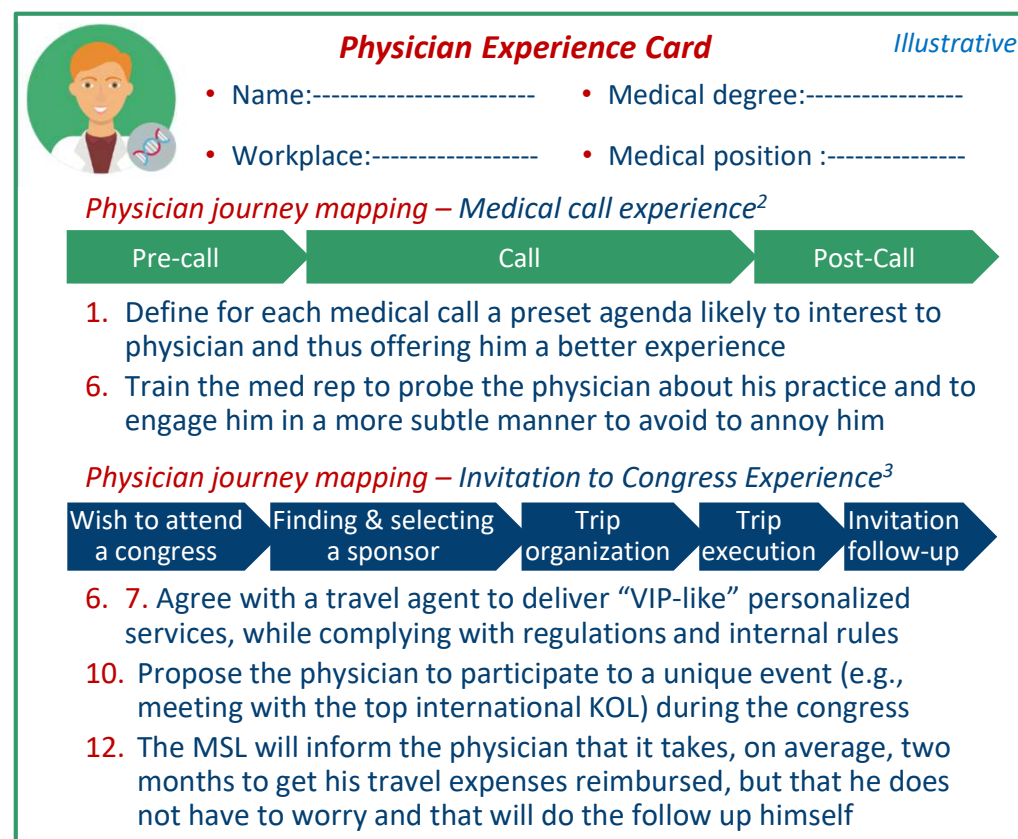 Physician Experience Card
Illustrative
• Name:------------------------ • Medical degree:-----------------
• Workplace:------------------ • Medical position :---------------
Physician journey mapping – Medical call experience2
Pre-call Call Post-Call
1. Define for each medical call a preset agenda likely to interest to
physician and thus offering him a better experience
6. Train the med rep to probe the physician about his practice and to
engage him in a more subtle manner to avoid to annoy him
Physician journey mapping – Invitation to Congress Experience3
Wish to attend
a congress
Finding & selecting
a sponsor
Trip
organization
Trip
execution
Invitation
follow-up
6. 7. Agree with a travel agent to deliver “VIP-like” personalized
services, while complying with regulations and internal rules
10. Propose the physician to participate to a unique event (e.g.,
meeting with the top international KOL) during the congress
12. The MSL will inform the physician that it takes, on average, two
months to get his travel expenses reimbursed, but that he does
not have to worry and that will do the follow up himself